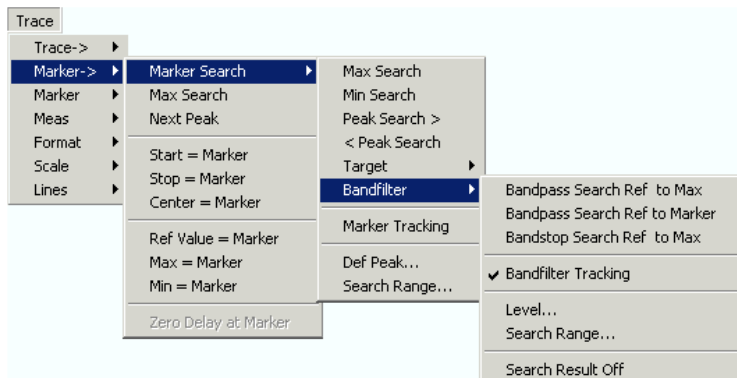 Trace
Trace->
Marker->
Marker
Meas
Format
Scale
Lines
Marker Search
Max Search
Next Peak
Start = Marker
Stop = Marker
Center = Marker
Ref Value = Marker
Max = Marker
Min = Marker
Zero Delay at Marker
Max Search
Min Search
Peak Search >
< Peak Search
Target
Bandfilter
Marker Tracking
Def Peak...
Search Range...
Bandpass Search Ref to Max
Bandpass Search Ref to Marker
Bandstop Search Ref to Max
Bandfilter Tracking
Level...
Search Range...
Search Result Off